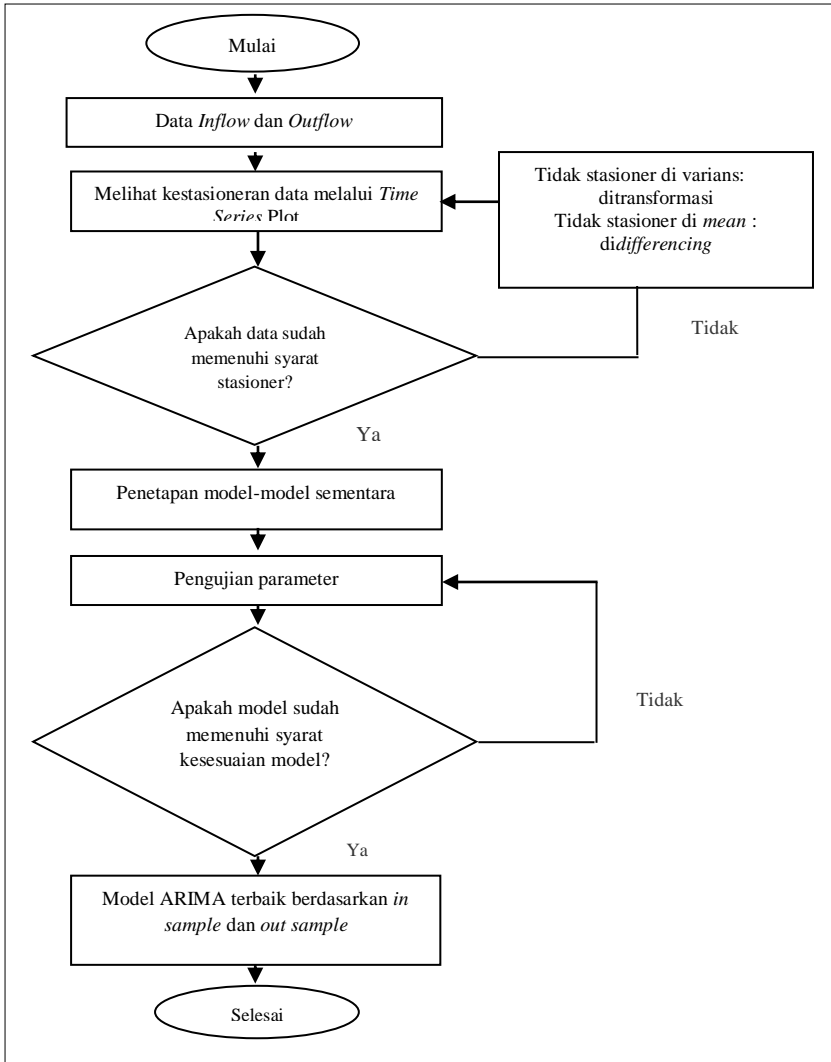 Mulai
Data Inflow dan Outflow
Melihat kestasioneran data melalui Time
Series Plot
Tidak stasioner di varians:
ditransformasi
Tidak stasioner di mean :
didifferencing
Apakah data sudah
memenuhi syarat
stasioner?
Tidak
Ya
Penetapan model-model sementara
Pengujian parameter
Apakah model sudah
memenuhi syarat
kesesuaian model?
Tidak
Ya
Model ARIMA terbaik berdasarkan in
sample dan out sample
Selesai